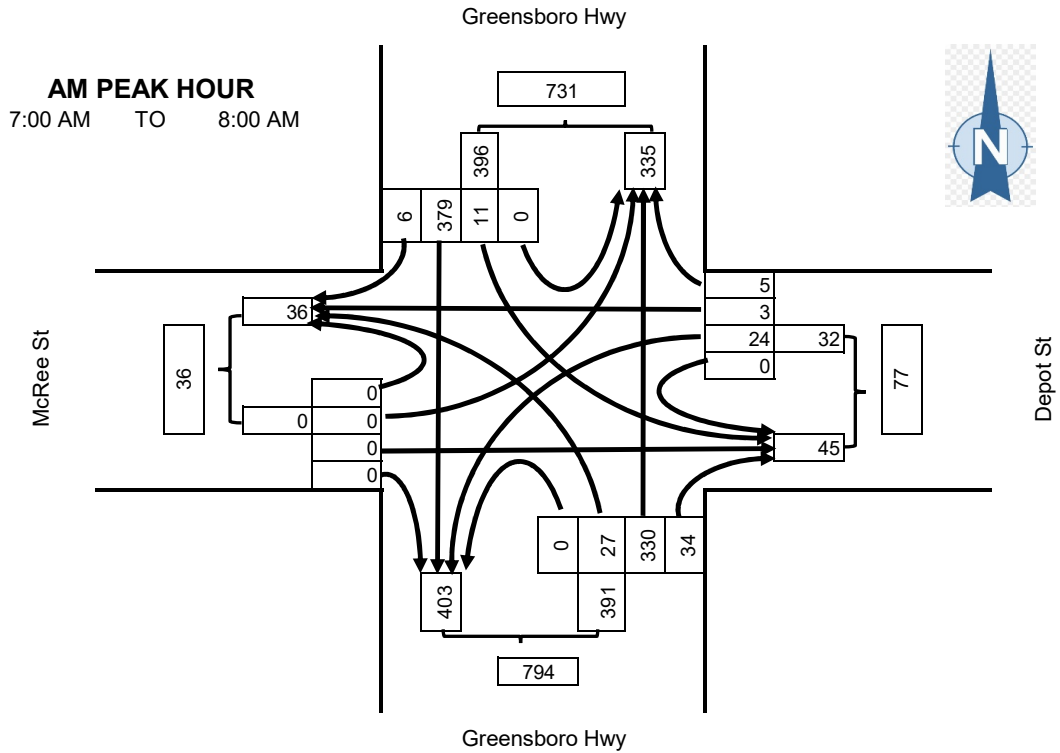 Greensboro Hwy
AM PEAK HOUR
7:00 AM TO 8:00 AM
731
396
335
6 379 11 0
N
5
3
24 32
0
36
36
77
McRee St
Depot St
0
0 0
0
0
45
0 27 330 34
403
391
794
Greensboro Hwy